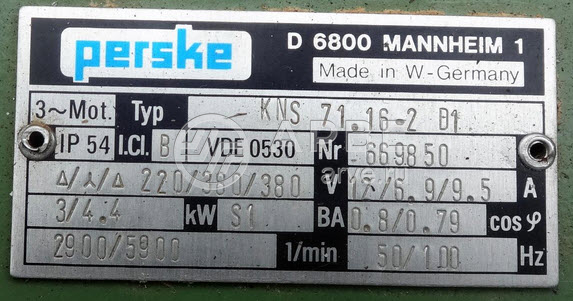 perske
D 6800 MANNHEIM 1
Made in W-Germany
3~Mot. Typ KNS 71.16-2 D1
IP 54 I.Cl. B VDE 0530 Nr 669850
Δ/⅄/Δ 220/380/380 V 12/6.9/9.5 A
3/4.4 kW S1 BA 0.8/0.79 cos φ
2900/5900 1/min 50/100 Hz